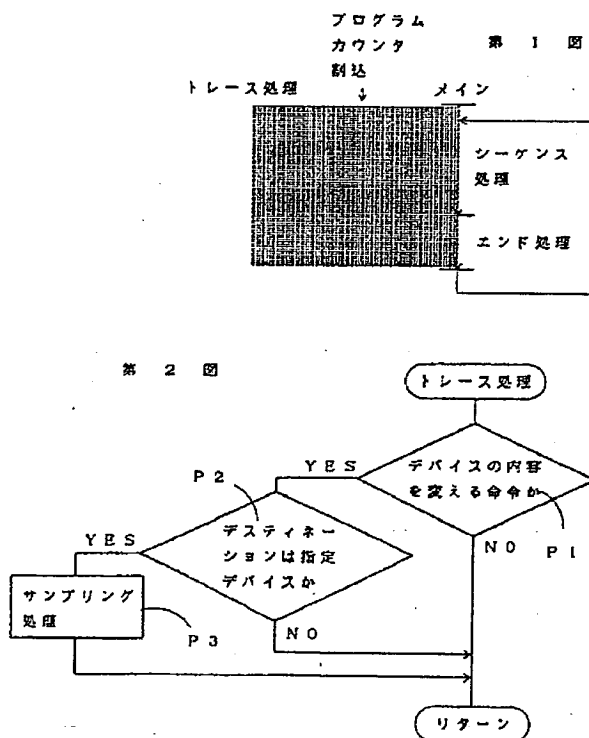 プログラム
カウンタ
割込
第 1 図
トレース処理
メイン
シーケンス
処理
エンド処理
第 2 図
トレース処理
デバイスの内容
を変える命令か
YES
NO
P1
P2
デスティネー
ションは指定
デバイスか
YES
NO
サンプリング
処理
P3
リターン